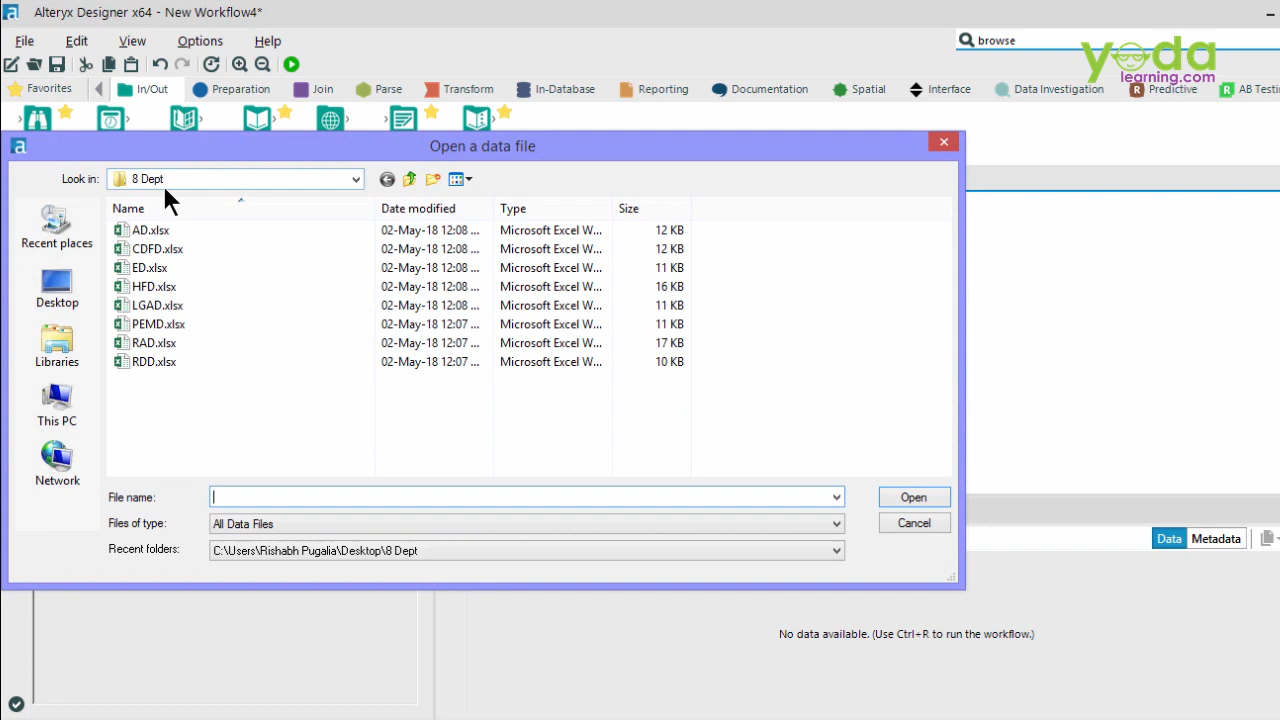 Alteryx Designer x64 - New Workflow4*
File Edit View Options Help
browse
yoda
learning.com
Favorites In/Out Preparation Join Parse Transform In-Database Reporting Documentation Spatial Interface Data Investigation Predictive AB Testi
Open a data file
Look in: 8 Dept
Name Date modified Type Size
AD.xlsx 02-May-18 12:08 ... Microsoft Excel W... 12 KB
CDFD.xlsx 02-May-18 12:08 ... Microsoft Excel W... 12 KB
ED.xlsx 02-May-18 12:08 ... Microsoft Excel W... 11 KB
HFD.xlsx 02-May-18 12:08 ... Microsoft Excel W... 16 KB
LGAD.xlsx 02-May-18 12:08 ... Microsoft Excel W... 11 KB
PEMD.xlsx 02-May-18 12:07 ... Microsoft Excel W... 11 KB
RAD.xlsx 02-May-18 12:07 ... Microsoft Excel W... 17 KB
RDD.xlsx 02-May-18 12:07 ... Microsoft Excel W... 10 KB
Recent places
Desktop
Libraries
This PC
Network
File name: Open
Files of type: All Data Files Cancel
Recent folders: C:\Users\Rishabh Pugalia\Desktop\8 Dept
Data Metadata
No data available. (Use Ctrl+R to run the workflow.)